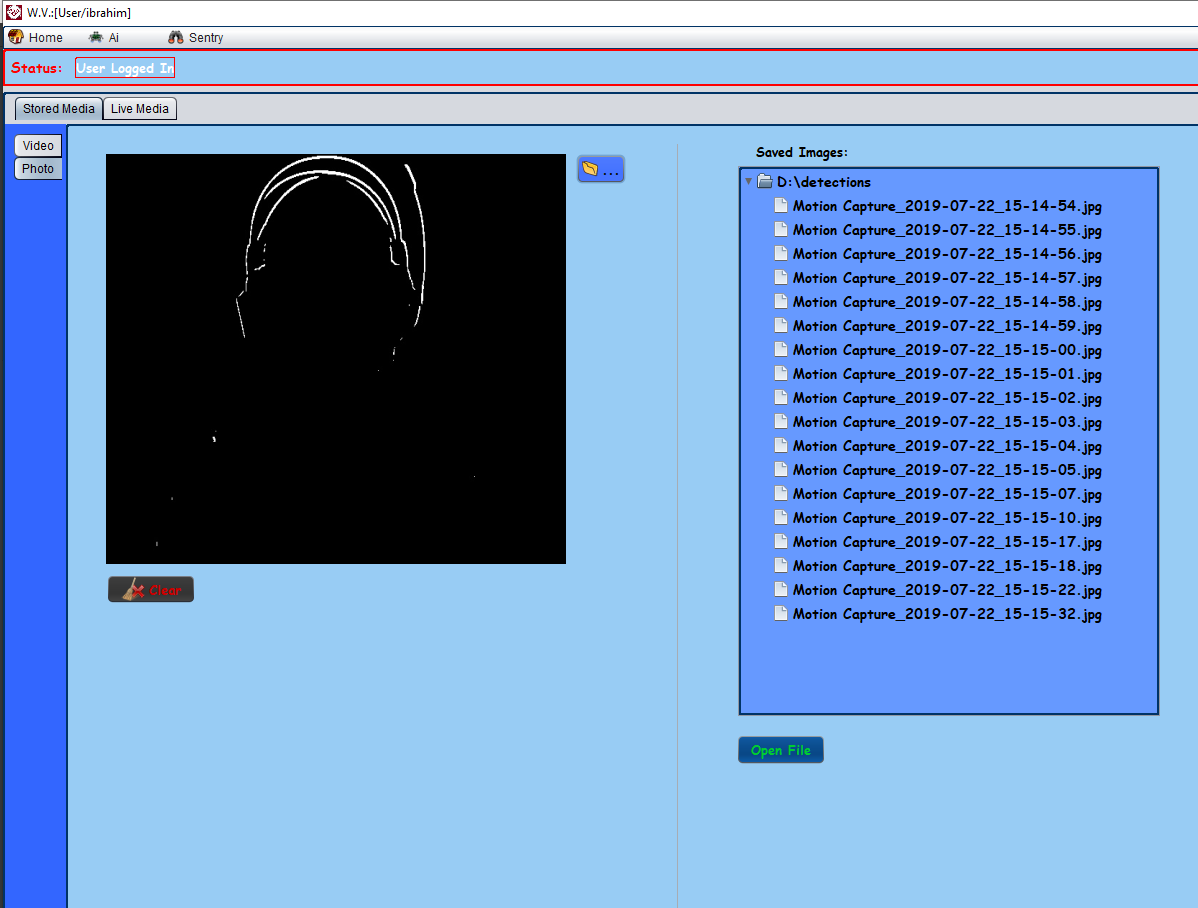 W.V.:[User/ibrahim]
Home Ai Sentry
Status: User Logged In
Stored Media Live Media
Video
Photo
...
Clear
Saved Images:
D:\detections
Motion Capture_2019-07-22_15-14-54.jpg
Motion Capture_2019-07-22_15-14-55.jpg
Motion Capture_2019-07-22_15-14-56.jpg
Motion Capture_2019-07-22_15-14-57.jpg
Motion Capture_2019-07-22_15-14-58.jpg
Motion Capture_2019-07-22_15-14-59.jpg
Motion Capture_2019-07-22_15-15-00.jpg
Motion Capture_2019-07-22_15-15-01.jpg
Motion Capture_2019-07-22_15-15-02.jpg
Motion Capture_2019-07-22_15-15-03.jpg
Motion Capture_2019-07-22_15-15-04.jpg
Motion Capture_2019-07-22_15-15-05.jpg
Motion Capture_2019-07-22_15-15-07.jpg
Motion Capture_2019-07-22_15-15-10.jpg
Motion Capture_2019-07-22_15-15-17.jpg
Motion Capture_2019-07-22_15-15-18.jpg
Motion Capture_2019-07-22_15-15-22.jpg
Motion Capture_2019-07-22_15-15-32.jpg
Open File